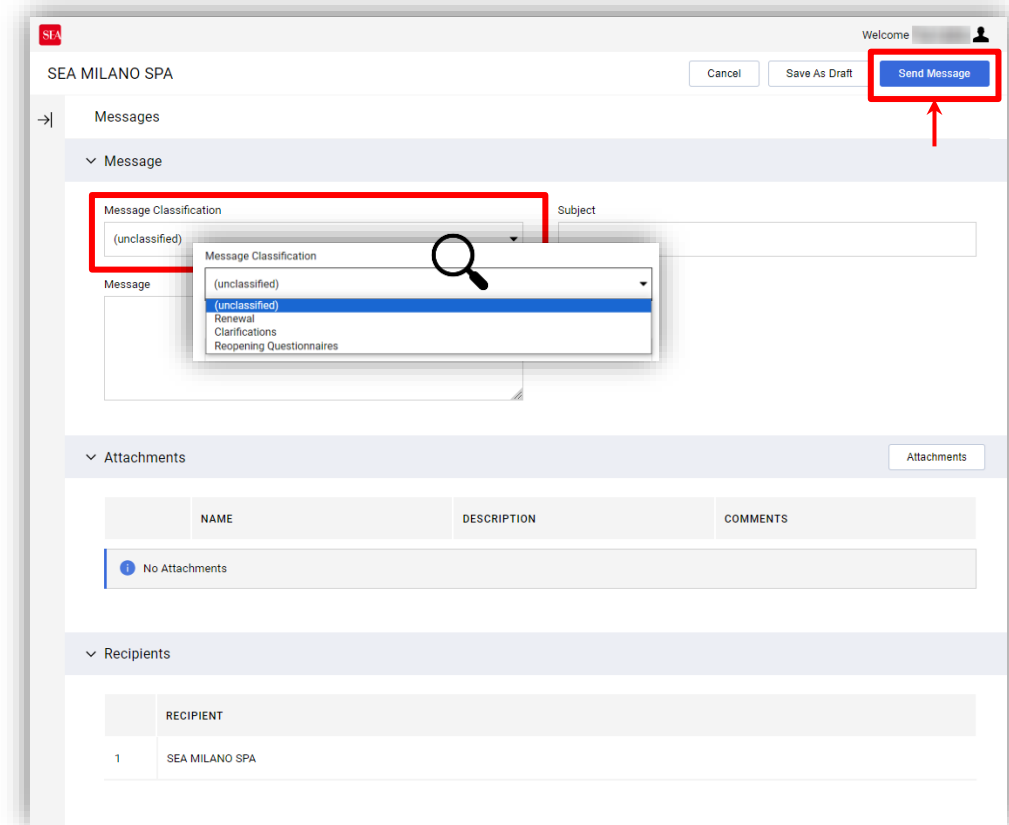 SEA
Welcome
SEA MILANO SPA
Cancel
Save As Draft
Send Message
Messages
Message
Message Classification
Subject
(unclassified)
Message Classification
(unclassified)
(unclassified)
Renewal
Clarifications
Reopening Questionnaires
Message
Attachments
Attachments
NAME DESCRIPTION COMMENTS
No Attachments
Recipients
RECIPIENT
1 SEA MILANO SPA